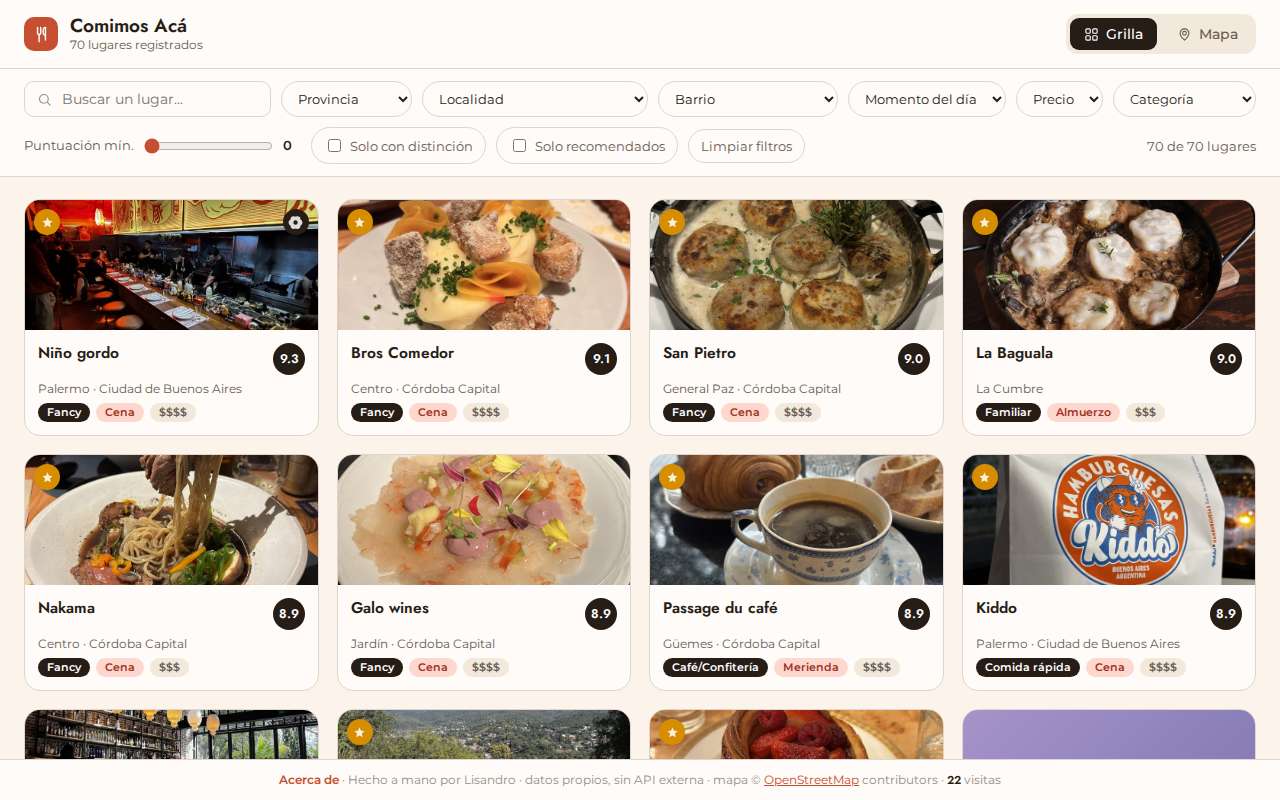 Comimos Acá
70 lugares registrados
Grilla
Mapa
Buscar un lugar...
Provincia
Localidad
Barrio
Momento del día
Precio
Categoría
Puntuación mín.
0
Solo con distinción
Solo recomendados
Limpiar filtros
70 de 70 lugares
Niño gordo
9.3
Palermo · Ciudad de Buenos Aires
Fancy
Cena
$$$$
Bros Comedor
9.1
Centro · Córdoba Capital
Fancy
Cena
$$$$
San Pietro
9.0
General Paz · Córdoba Capital
Fancy
Cena
$$$$
La Baguala
9.0
La Cumbre
Familiar
Almuerzo
$$$
HAMBURGUESAS
Kiddo
BUENOS AIRES
ARGENTINA
Nakama
8.9
Centro · Córdoba Capital
Fancy
Cena
$$$
Galo wines
8.9
Jardín · Córdoba Capital
Fancy
Cena
$$$
Passage du café
8.9
Güemes · Córdoba Capital
Café/Confitería
Merienda
$$$$
Kiddo
8.9
Palermo · Ciudad de Buenos Aires
Comida rápida
Cena
$$$$
Acerca de · Hecho a mano por Lisandro · datos propios, sin API externa · mapa © OpenStreetMap contributors · 22 visitas